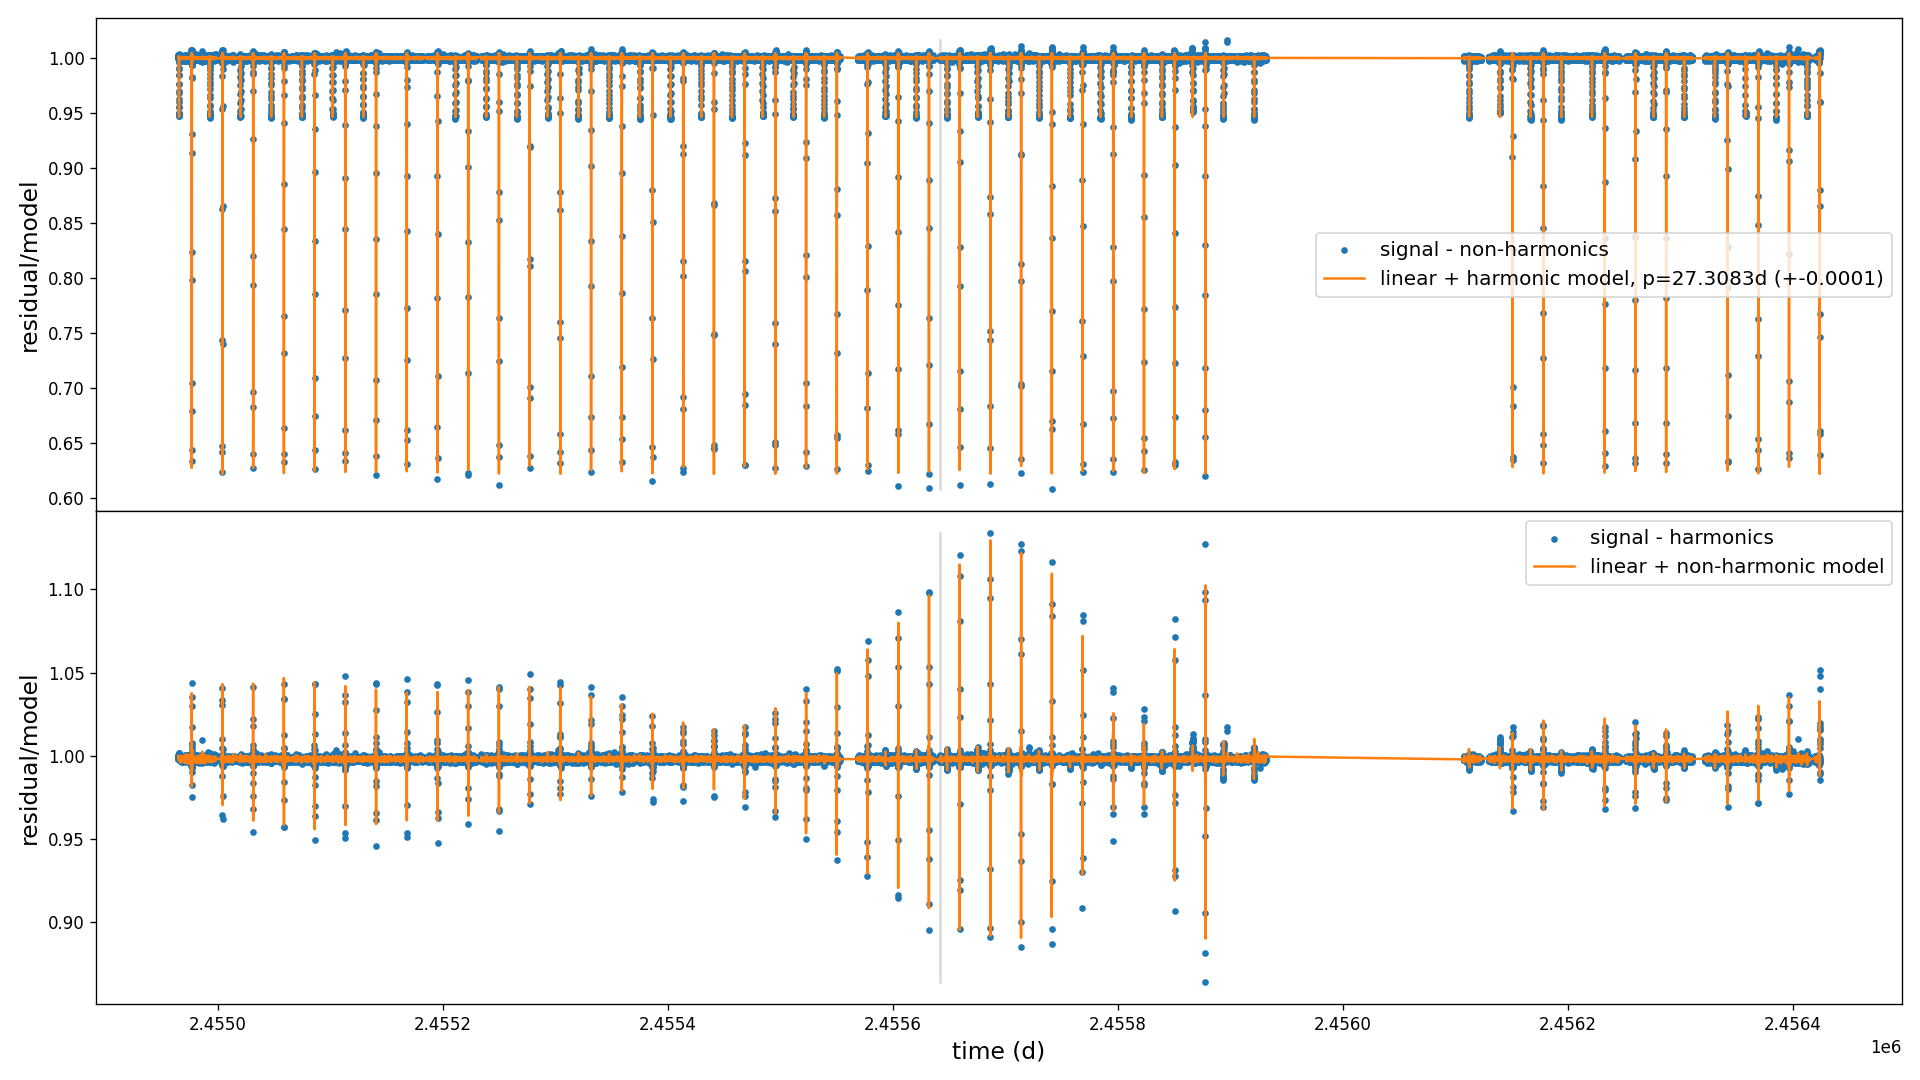 residual/model
1.00
0.95
0.90
0.85
0.80
0.75
0.70
0.65
0.60
signal - non-harmonics
linear + harmonic model, p=27.3083d (+-0.0001)
residual/model
1.10
1.05
1.00
0.95
0.90
signal - harmonics
linear + non-harmonic model
2.4550 2.4552 2.4554 2.4556 2.4558 2.4560 2.4562 2.4564
1e6
time (d)